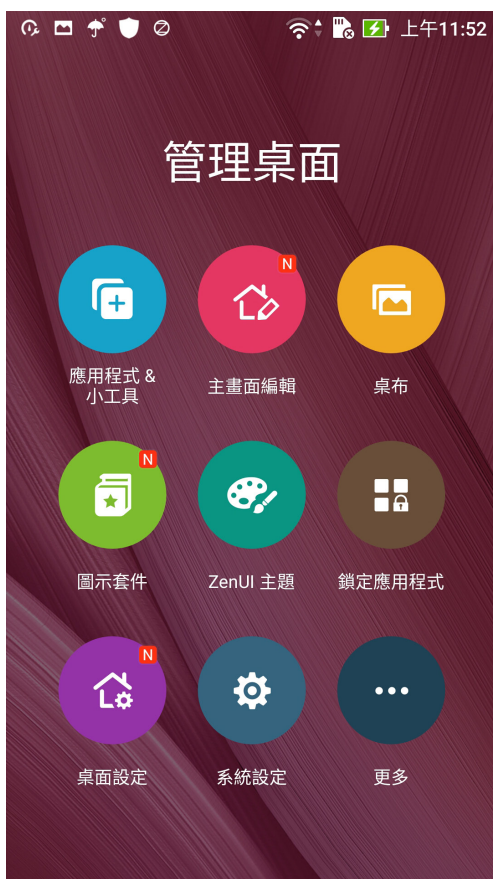 上午11:52
管理桌面
N
應用程式 &
小工具
主畫面編輯
桌布
N
圖示套件
ZenUI 主題
鎖定應用程式
N
桌面設定
系統設定
更多